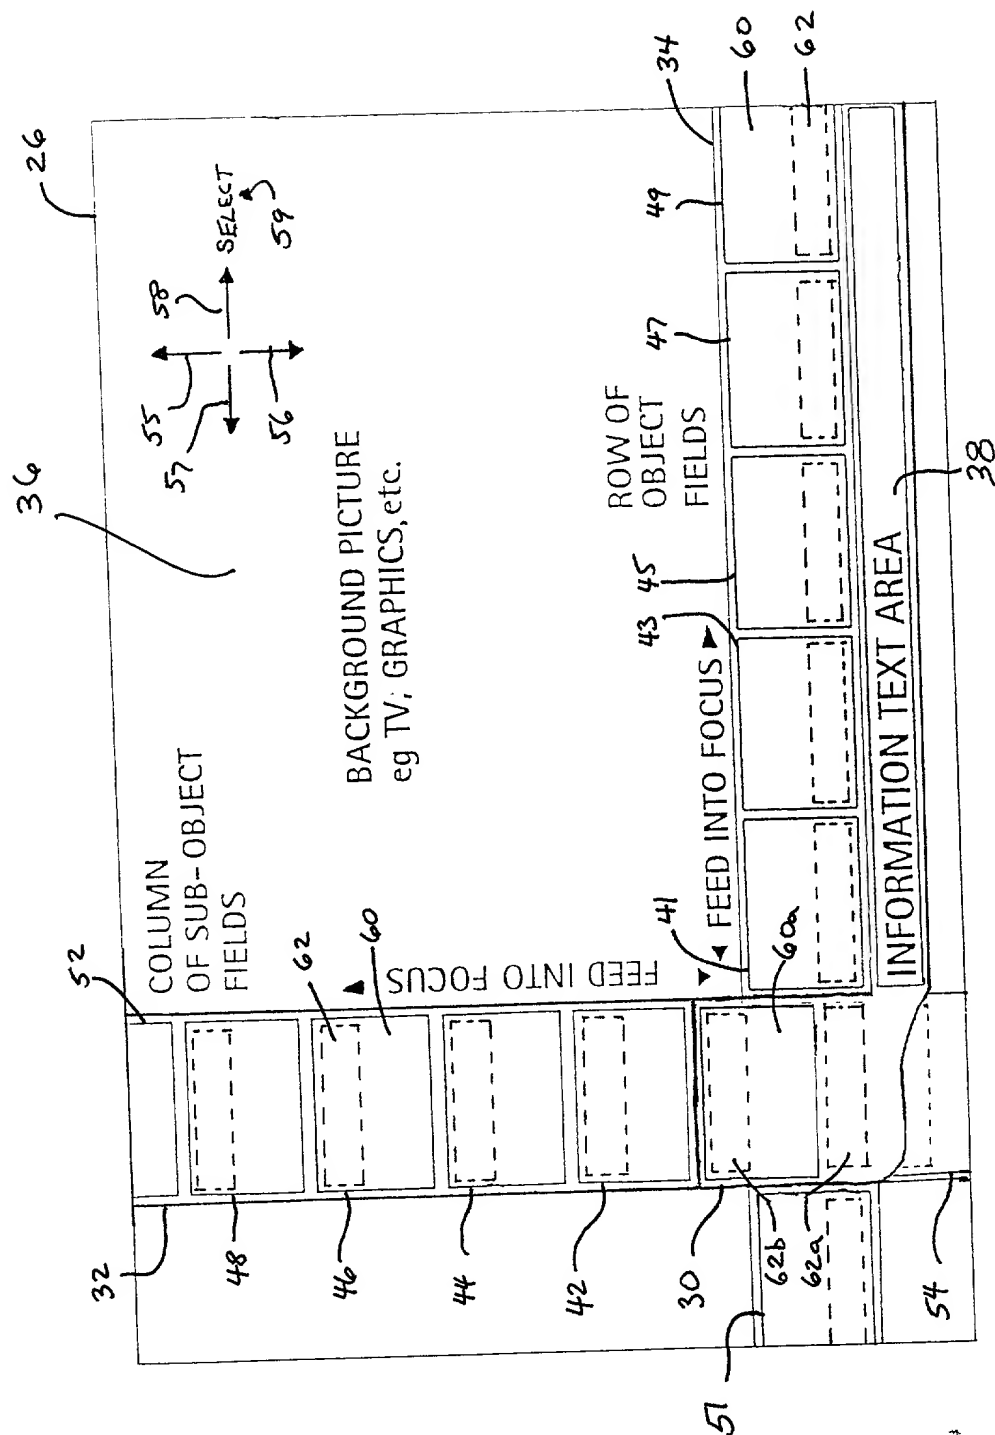 26
36
55
57
56
58
SELECT
59
34
60
62
52
COLUMN
OF SUB-OBJECT
FIELDS
BACKGROUND PICTURE
eg TV; GRAPHICS, etc.
ROW OF
OBJECT
FIELDS
62
60
FEED INTO FOCUS
FEED INTO FOCUS
41
43
45
47
49
60a
32
48
46
44
42
30
62b
62a
51
54
INFORMATION TEXT AREA
38